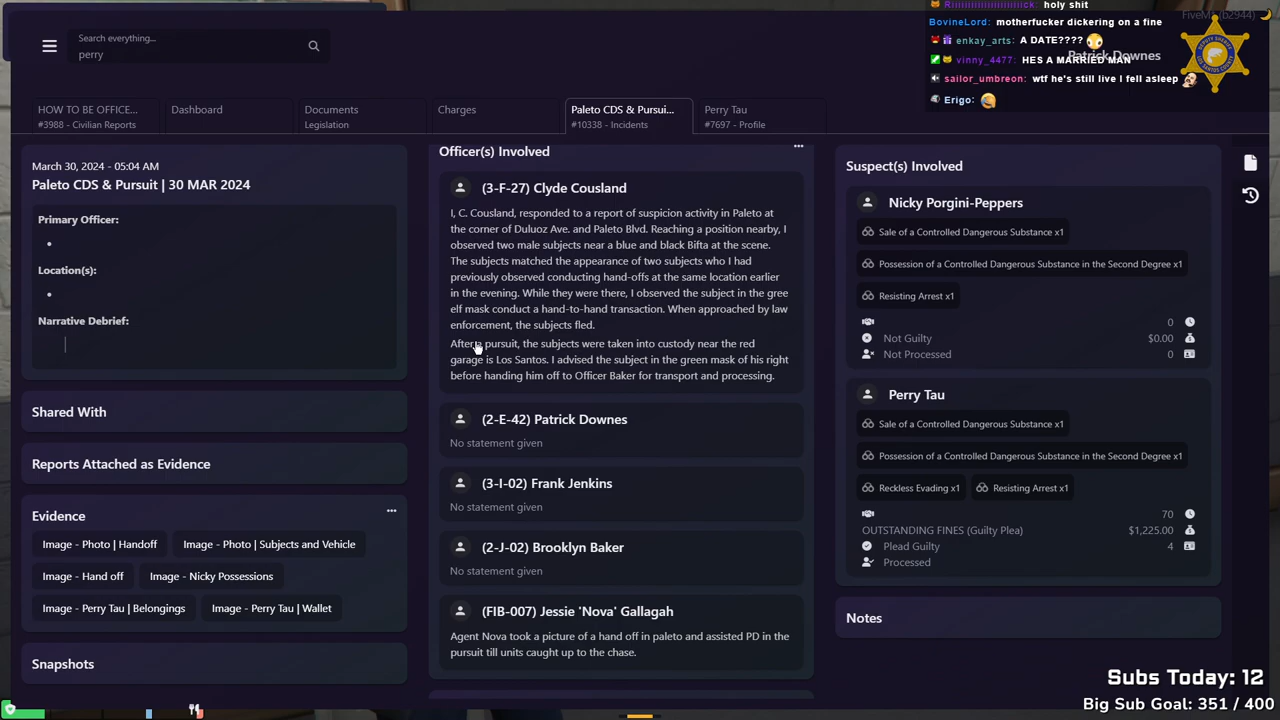 Search everything...
perry
Riiiiiiiiiiiiiiiiiiiick: holy shit
BovineLord: motherfucker dickering on a fine
enkay_arts: A DATE????
vinny_4477: HES A MARRIED MAN
sailor_umbreon: wtf he's still live I fell asleep
Erigo:
FiveM® (b2944)
Patrick Downes
HOW TO BE OFFICE...
#3988 - Civilian Reports
Dashboard
Documents
Legislation
Charges
Paleto CDS & Pursui...
#10338 - Incidents
Perry Tau
#7697 - Profile
March 30, 2024 - 05:04 AM
Paleto CDS & Pursuit | 30 MAR 2024
Primary Officer:
Location(s):
Narrative Debrief:
Shared With
Reports Attached as Evidence
Evidence
Image - Photo | Handoff
Image - Photo | Subjects and Vehicle
Image - Hand off
Image - Nicky Possessions
Image - Perry Tau | Belongings
Image - Perry Tau | Wallet
Snapshots
Officer(s) Involved
(3-F-27) Clyde Cousland
I, C. Cousland, responded to a report of suspicion activity in Paleto at
the corner of Duluoz Ave. and Paleto Blvd. Reaching a position nearby, I
observed two male subjects near a blue and black Bifta at the scene.
The subjects matched the appearance of two subjects who I had
previously observed conducting hand-offs at the same location earlier
in the evening. While they were there, I observed the subject in the gree
elf mask conduct a hand-to-hand transaction. When approached by law
enforcement, the subjects fled.
After a pursuit, the subjects were taken into custody near the red
garage is Los Santos. I advised the subject in the green mask of his right
before handing him off to Officer Baker for transport and processing.
(2-E-42) Patrick Downes
No statement given
(3-I-02) Frank Jenkins
No statement given
(2-J-02) Brooklyn Baker
No statement given
(FIB-007) Jessie 'Nova' Gallagah
Agent Nova took a picture of a hand off in paleto and assisted PD in the
pursuit till units caught up to the chase.
Suspect(s) Involved
Nicky Porgini-Peppers
Sale of a Controlled Dangerous Substance x1
Possession of a Controlled Dangerous Substance in the Second Degree x1
Resisting Arrest x1
0
Not Guilty $0.00
Not Processed 0
Perry Tau
Sale of a Controlled Dangerous Substance x1
Possession of a Controlled Dangerous Substance in the Second Degree x1
Reckless Evading x1 Resisting Arrest x1
70
OUTSTANDING FINES (Guilty Plea) $1,225.00
Plead Guilty 4
Processed
Notes
Subs Today: 12
Big Sub Goal: 351 / 400